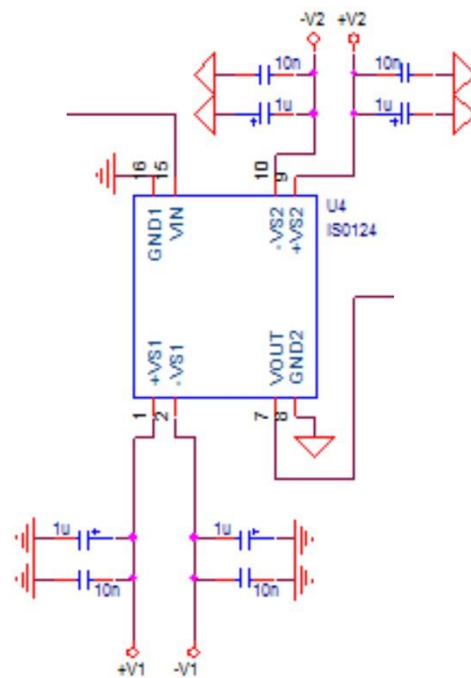 -V2 +V2
10n 10n
1u 1u
+ +
16 15 10 9
GND1 VIN -VS2 +VS2
U4
IS0124
+VS1 -VS1 VOUT GND2
1 2 7 8
1u + 1u +
10n 10n
+V1 -V1